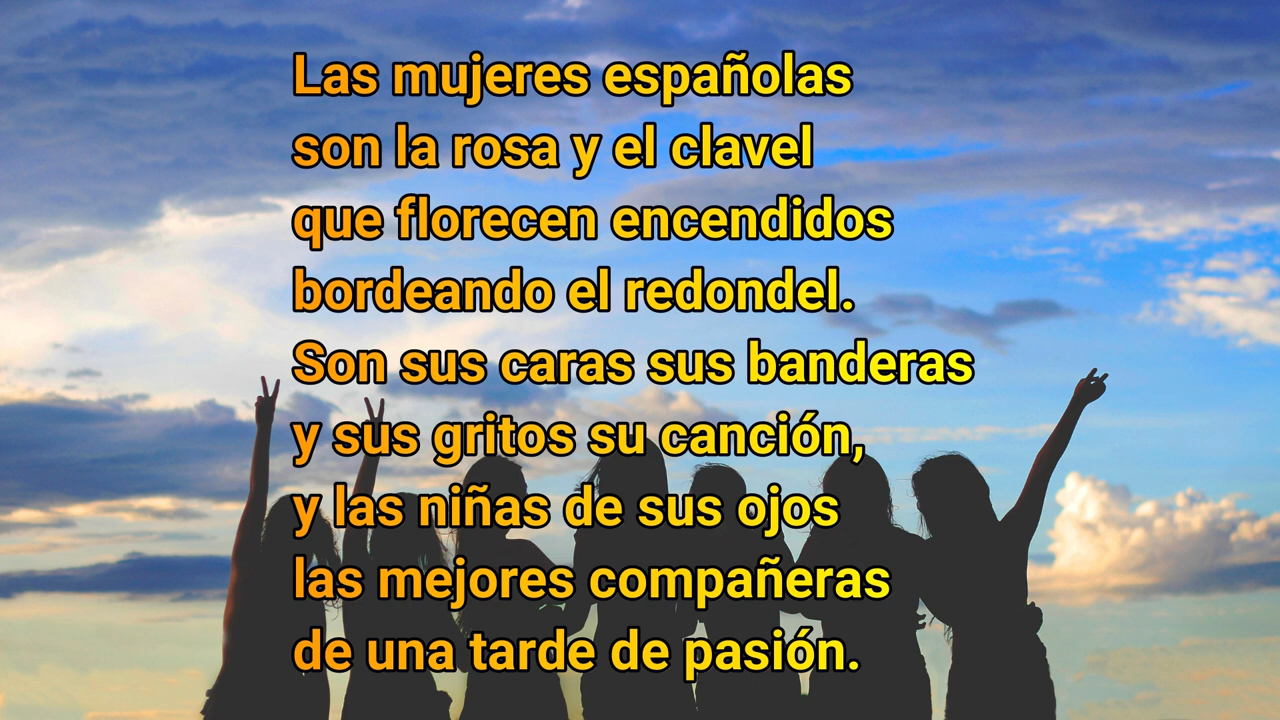 Las mujeres españolas
son la rosa y el clavel
que florecen encendidos
bordeando el redondel.
Son sus caras sus banderas
y sus gritos su canción,
y las niñas de sus ojos
las mejores compañeras
de una tarde de pasión.